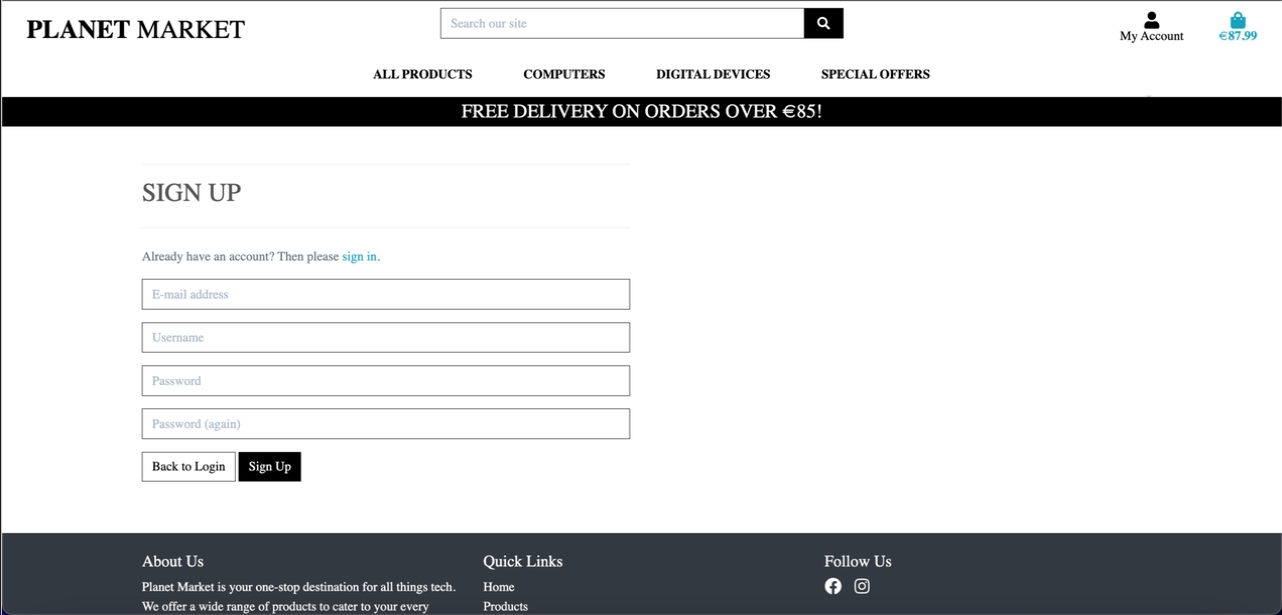 PLANET MARKET
Search our site
My Account
€87.99
ALL PRODUCTS COMPUTERS DIGITAL DEVICES SPECIAL OFFERS
FREE DELIVERY ON ORDERS OVER €85!
SIGN UP
Already have an account? Then please sign in.
E-mail address
Username
Password
Password (again)
Back to Login Sign Up
About Us
Planet Market is your one-stop destination for all things tech.
We offer a wide range of products to cater to your every
Quick Links
Home
Products
Follow Us